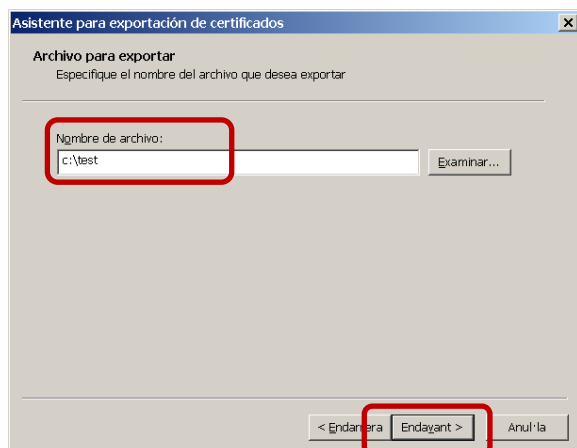 Asistente para exportación de certificados
Archivo para exportar
Especifique el nombre del archivo que desea exportar
Nombre de archivo:
c:\test
Examinar...
< Endarrera
Endavant >
Anul·la